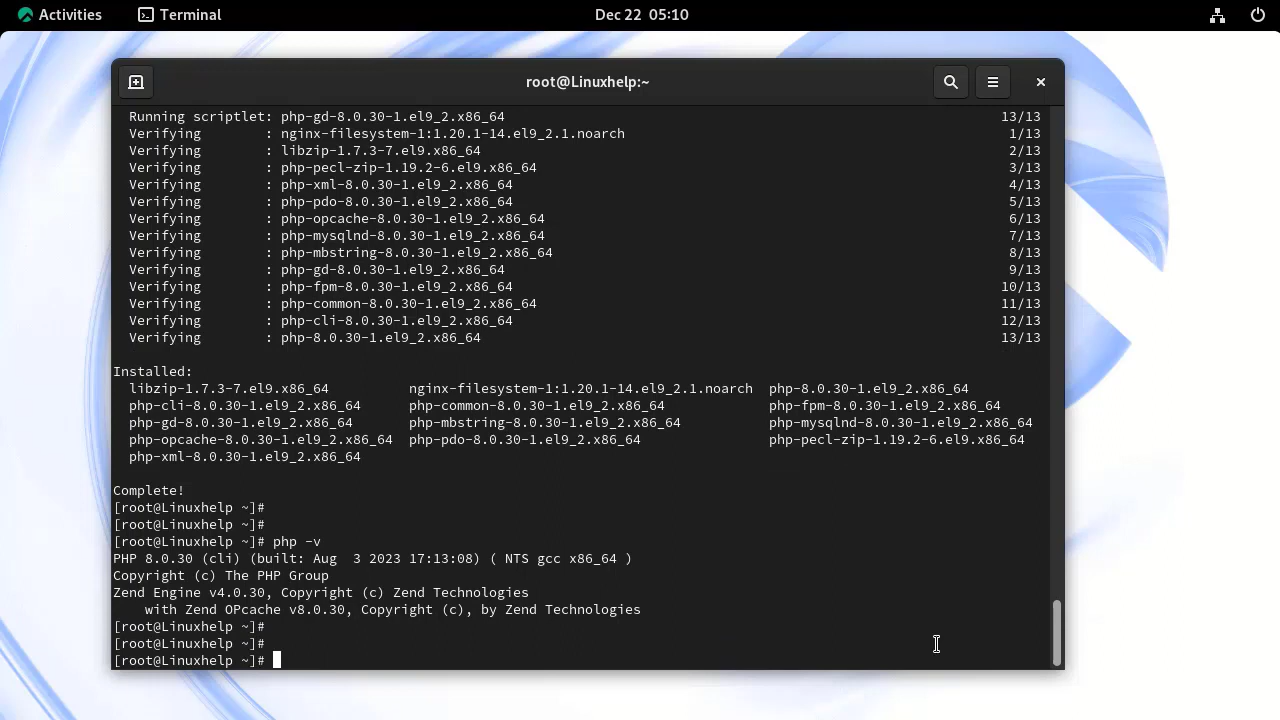 Activities Terminal Dec 22 05:10
root@Linuxhelp:~
Running scriptlet: php-gd-8.0.30-1.el9_2.x86_64 13/13
Verifying : nginx-filesystem-1:1.20.1-14.el9_2.1.noarch 1/13
Verifying : libzip-1.7.3-7.el9.x86_64 2/13
Verifying : php-pecl-zip-1.19.2-6.el9.x86_64 3/13
Verifying : php-xml-8.0.30-1.el9_2.x86_64 4/13
Verifying : php-pdo-8.0.30-1.el9_2.x86_64 5/13
Verifying : php-opcache-8.0.30-1.el9_2.x86_64 6/13
Verifying : php-mysqlnd-8.0.30-1.el9_2.x86_64 7/13
Verifying : php-mbstring-8.0.30-1.el9_2.x86_64 8/13
Verifying : php-gd-8.0.30-1.el9_2.x86_64 9/13
Verifying : php-fpm-8.0.30-1.el9_2.x86_64 10/13
Verifying : php-common-8.0.30-1.el9_2.x86_64 11/13
Verifying : php-cli-8.0.30-1.el9_2.x86_64 12/13
Verifying : php-8.0.30-1.el9_2.x86_64 13/13
Installed:
libzip-1.7.3-7.el9.x86_64 nginx-filesystem-1:1.20.1-14.el9_2.1.noarch php-8.0.30-1.el9_2.x86_64
php-cli-8.0.30-1.el9_2.x86_64 php-common-8.0.30-1.el9_2.x86_64 php-fpm-8.0.30-1.el9_2.x86_64
php-gd-8.0.30-1.el9_2.x86_64 php-mbstring-8.0.30-1.el9_2.x86_64 php-mysqlnd-8.0.30-1.el9_2.x86_64
php-opcache-8.0.30-1.el9_2.x86_64 php-pdo-8.0.30-1.el9_2.x86_64 php-pecl-zip-1.19.2-6.el9.x86_64
php-xml-8.0.30-1.el9_2.x86_64
Complete!
[root@Linuxhelp ~]#
[root@Linuxhelp ~]#
[root@Linuxhelp ~]# php -v
PHP 8.0.30 (cli) (built: Aug  3 2023 17:13:08) ( NTS gcc x86_64 )
Copyright (c) The PHP Group
Zend Engine v4.0.30, Copyright (c) Zend Technologies
with Zend OPcache v8.0.30, Copyright (c), by Zend Technologies
[root@Linuxhelp ~]#
[root@Linuxhelp ~]#
[root@Linuxhelp ~]#